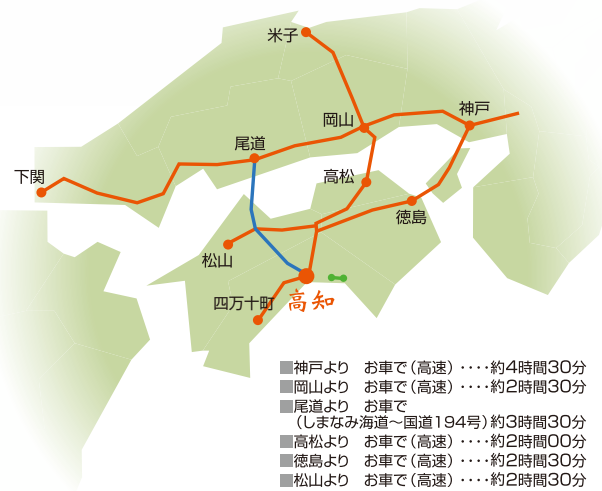 米子
岡山
神戸
尾道
下関
高松
徳島
松山
四万十町
高知
■神戸より　お車で（高速）‥‥約4時間30分
■岡山より　お車で（高速）‥‥約2時間30分
■尾道より　お車で
（しまなみ海道～国道194号）約3時間30分
■高松より　お車で（高速）‥‥約2時間00分
■徳島より　お車で（高速）‥‥約2時間30分
■松山より　お車で（高速）‥‥約2時間30分